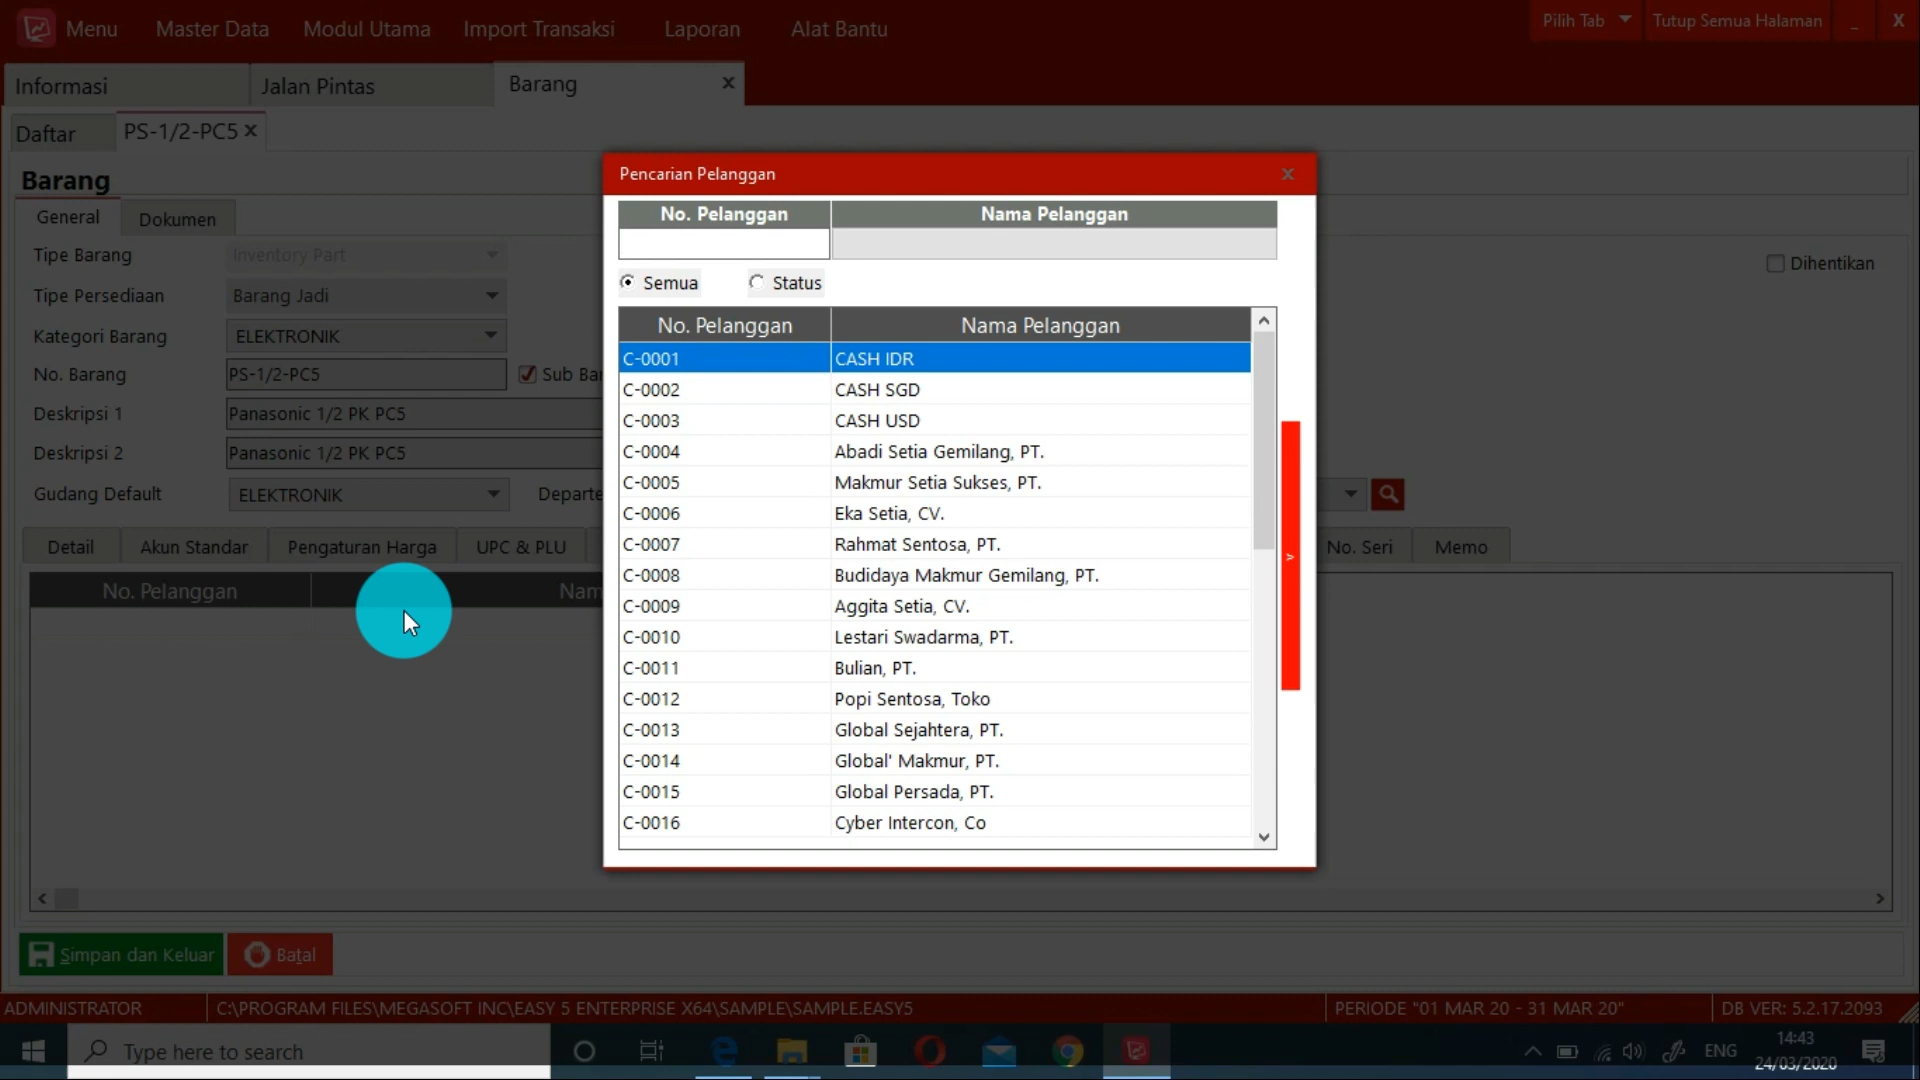 Menu Master Data Modul Utama Import Transaksi Laporan Alat Bantu Pilih Tab Tutup Semua Halaman _ X
Informasi Jalan Pintas Barang X
Daftar PS-1/2-PC5 X
Barang
General Dokumen
Tipe Barang Inventory Part
Dihentikan
Tipe Persediaan Barang Jadi
Kategori Barang ELEKTRONIK
No. Barang PS-1/2-PC5 Sub Bar
Deskripsi 1 Panasonic 1/2 PK PC5
Deskripsi 2 Panasonic 1/2 PK PC5
Gudang Default ELEKTRONIK Departe
Detail Akun Standar Pengaturan Harga UPC & PLU No. Seri Memo
No. Pelanggan Nam
Pencarian Pelanggan x
No. Pelanggan Nama Pelanggan
Semua Status
No. Pelanggan Nama Pelanggan
C-0001 CASH IDR
C-0002 CASH SGD
C-0003 CASH USD
C-0004 Abadi Setia Gemilang, PT.
C-0005 Makmur Setia Sukses, PT.
C-0006 Eka Setia, CV.
C-0007 Rahmat Sentosa, PT.
C-0008 Budidaya Makmur Gemilang, PT.
C-0009 Aggita Setia, CV.
C-0010 Lestari Swadarma, PT.
C-0011 Bulian, PT.
C-0012 Popi Sentosa, Toko
C-0013 Global Sejahtera, PT.
C-0014 Global' Makmur, PT.
C-0015 Global Persada, PT.
C-0016 Cyber Intercon, Co
>
Simpan dan Keluar Batal
ADMINISTRATOR C:\PROGRAM FILES\MEGASOFT INC\EASY 5 ENTERPRISE X64\SAMPLE\SAMPLE.EASY5 PERIODE "01 MAR 20 - 31 MAR 20" DB VER: 5.2.17.2093
Type here to search ENG 14:43
24/03/2020